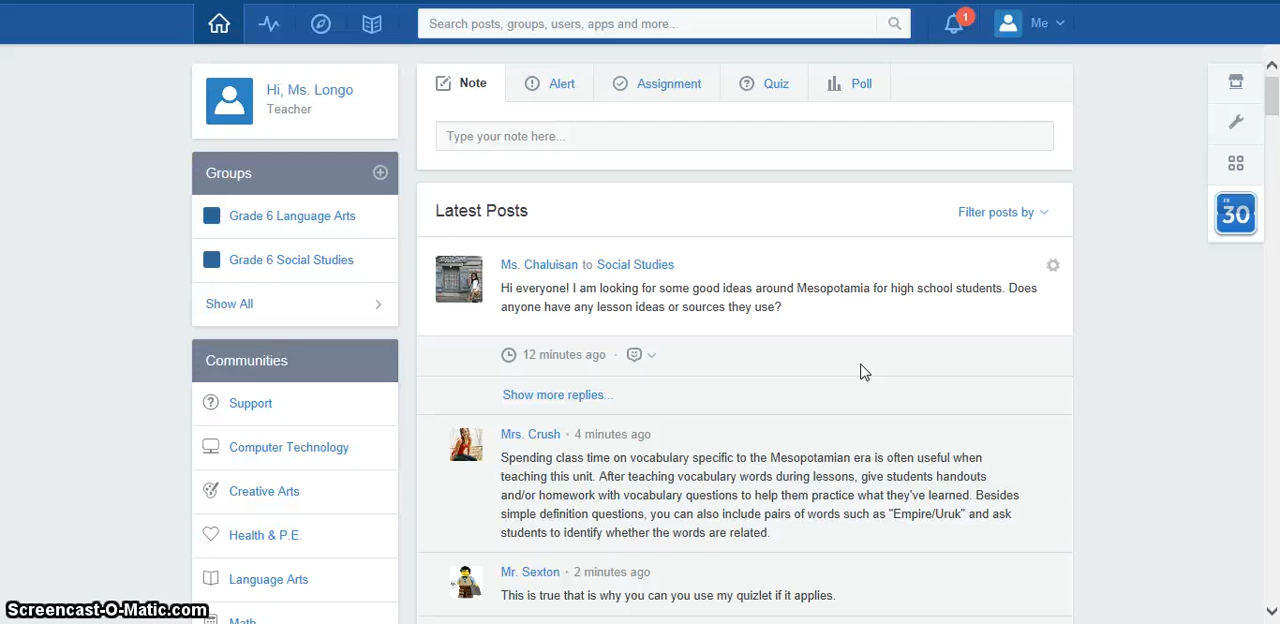 Search posts, groups, users, apps and more...
1
Me
Hi, Ms. Longo
Teacher
Groups
Grade 6 Language Arts
Grade 6 Social Studies
Show All
Communities
Support
Computer Technology
Creative Arts
Health & P.E.
Language Arts
Math
Note
Alert
Assignment
Quiz
Poll
Type your note here...
Latest Posts
Filter posts by
Ms. Chaluisan to Social Studies
Hi everyone! I am looking for some good ideas around Mesopotamia for high school students. Does
anyone have any lesson ideas or sources they use?
12 minutes ago
Show more replies...
Mrs. Crush • 4 minutes ago
Spending class time on vocabulary specific to the Mesopotamian era is often useful when
teaching this unit. After teaching vocabulary words during lessons, give students handouts
and/or homework with vocabulary questions to help them practice what they've learned. Besides
simple definition questions, you can also include pairs of words such as "Empire/Uruk" and ask
students to identify whether the words are related.
Mr. Sexton • 2 minutes ago
This is true that is why you can you use my quizlet if it applies.
30
Screencast-O-Matic.com